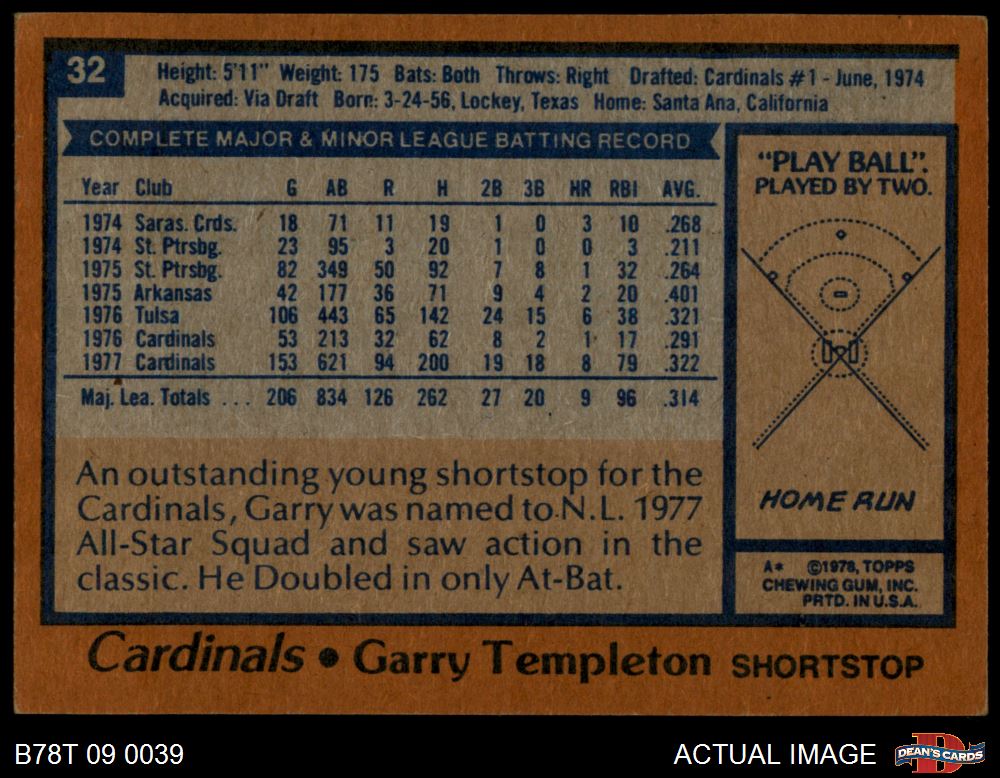 32
Height: 5'11" Weight: 175 Bats: Both Throws: Right Drafted: Cardinals #1 - June, 1974
Acquired: Via Draft Born: 3-24-56, Lockey, Texas Home: Santa Ana, California
COMPLETE MAJOR & MINOR LEAGUE BATTING RECORD
Year Club G AB R H 2B 3B HR RBI AVG.
1974 Saras. Crds. 18 71 11 19 1 0 3 10 .268
1974 St. Ptrsbg. 23 95 3 20 1 0 0 3 .211
1975 St. Ptrsbg. 82 349 50 92 7 8 1 32 .264
1975 Arkansas 42 177 36 71 9 4 2 20 .401
1976 Tulsa 106 443 65 142 24 15 6 38 .321
1976 Cardinals 53 213 32 62 8 2 1 17 .291
1977 Cardinals 153 621 94 200 19 18 8 79 .322
Maj. Lea. Totals ... 206 834 126 262 27 20 9 96 .314
An outstanding young shortstop for the
Cardinals, Garry was named to N.L. 1977
All-Star Squad and saw action in the
classic. He Doubled in only At-Bat.
"PLAY BALL".
PLAYED BY TWO.
HOME RUN
A* ©1978, TOPPS
CHEWING GUM, INC.
PRTD. IN U.S.A.
Cardinals • Garry Templeton SHORTSTOP
B78T 09 0039
ACTUAL IMAGE
DEAN'S CARDS